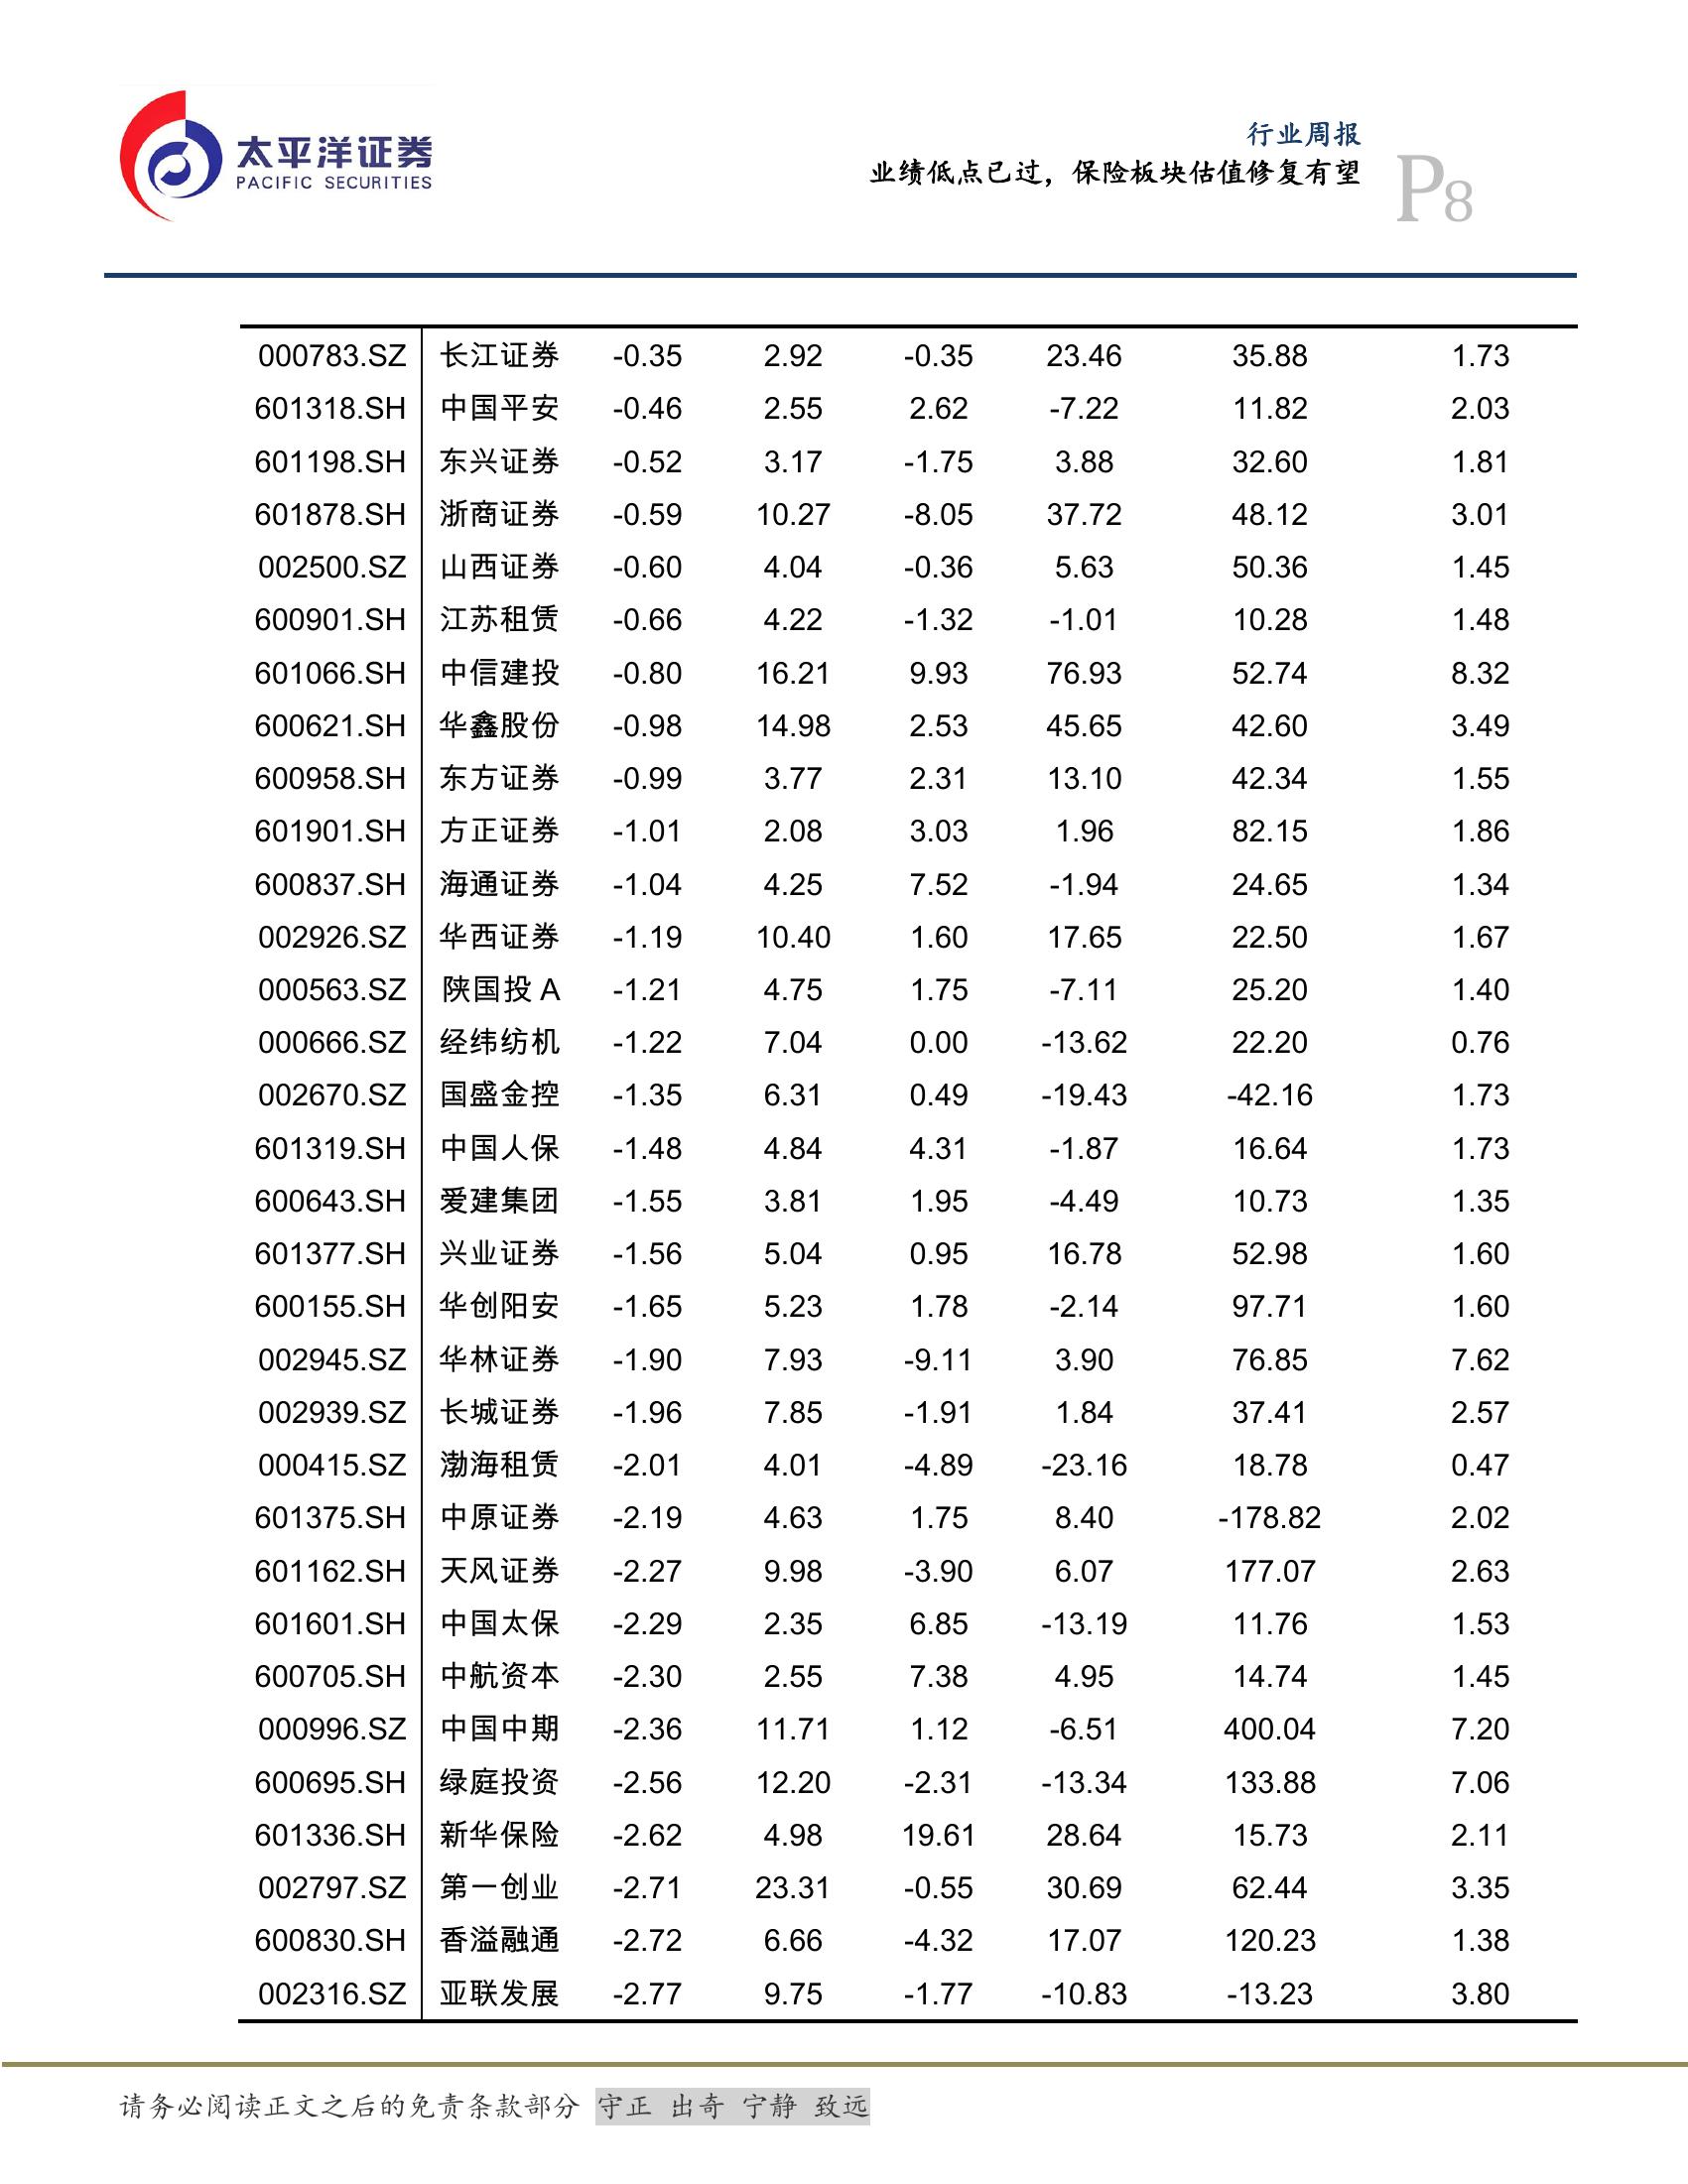 太平洋证券
PACIFIC SECURITIES
行业周报
业绩低点已过，保险板块估值修复有望
P8
000783.SZ 长江证券 -0.35 2.92 -0.35 23.46 35.88 1.73
601318.SH 中国平安 -0.46 2.55 2.62 -7.22 11.82 2.03
601198.SH 东兴证券 -0.52 3.17 -1.75 3.88 32.60 1.81
601878.SH 浙商证券 -0.59 10.27 -8.05 37.72 48.12 3.01
002500.SZ 山西证券 -0.60 4.04 -0.36 5.63 50.36 1.45
600901.SH 江苏租赁 -0.66 4.22 -1.32 -1.01 10.28 1.48
601066.SH 中信建投 -0.80 16.21 9.93 76.93 52.74 8.32
600621.SH 华鑫股份 -0.98 14.98 2.53 45.65 42.60 3.49
600958.SH 东方证券 -0.99 3.77 2.31 13.10 42.34 1.55
601901.SH 方正证券 -1.01 2.08 3.03 1.96 82.15 1.86
600837.SH 海通证券 -1.04 4.25 7.52 -1.94 24.65 1.34
002926.SZ 华西证券 -1.19 10.40 1.60 17.65 22.50 1.67
000563.SZ 陕国投 A -1.21 4.75 1.75 -7.11 25.20 1.40
000666.SZ 经纬纺机 -1.22 7.04 0.00 -13.62 22.20 0.76
002670.SZ 国盛金控 -1.35 6.31 0.49 -19.43 -42.16 1.73
601319.SH 中国人保 -1.48 4.84 4.31 -1.87 16.64 1.73
600643.SH 爱建集团 -1.55 3.81 1.95 -4.49 10.73 1.35
601377.SH 兴业证券 -1.56 5.04 0.95 16.78 52.98 1.60
600155.SH 华创阳安 -1.65 5.23 1.78 -2.14 97.71 1.60
002945.SZ 华林证券 -1.90 7.93 -9.11 3.90 76.85 7.62
002939.SZ 长城证券 -1.96 7.85 -1.91 1.84 37.41 2.57
000415.SZ 渤海租赁 -2.01 4.01 -4.89 -23.16 18.78 0.47
601375.SH 中原证券 -2.19 4.63 1.75 8.40 -178.82 2.02
601162.SH 天风证券 -2.27 9.98 -3.90 6.07 177.07 2.63
601601.SH 中国太保 -2.29 2.35 6.85 -13.19 11.76 1.53
600705.SH 中航资本 -2.30 2.55 7.38 4.95 14.74 1.45
000996.SZ 中国中期 -2.36 11.71 1.12 -6.51 400.04 7.20
600695.SH 绿庭投资 -2.56 12.20 -2.31 -13.34 133.88 7.06
601336.SH 新华保险 -2.62 4.98 19.61 28.64 15.73 2.11
002797.SZ 第一创业 -2.71 23.31 -0.55 30.69 62.44 3.35
600830.SH 香溢融通 -2.72 6.66 -4.32 17.07 120.23 1.38
002316.SZ 亚联发展 -2.77 9.75 -1.77 -10.83 -13.23 3.80
请务必阅读正文之后的免责条款部分 守正 出奇 宁静 致远